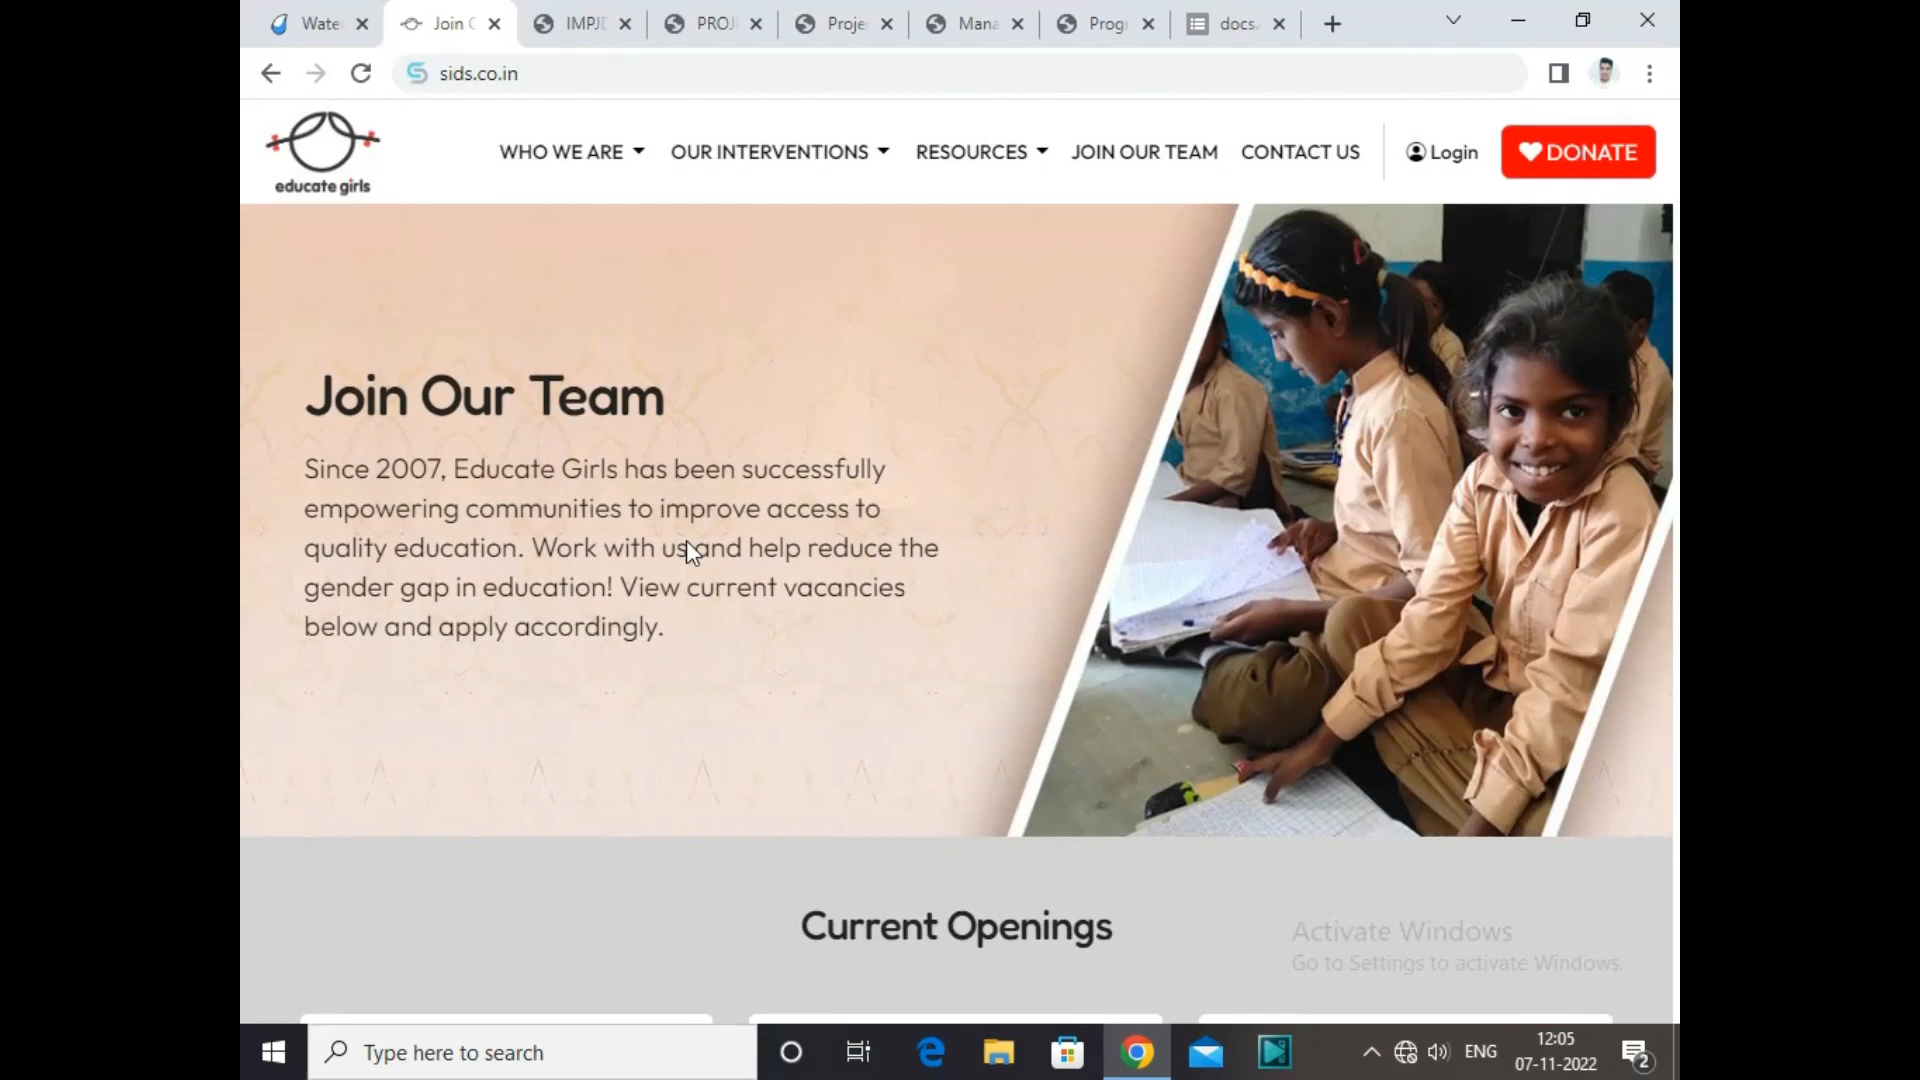 Wate
Join C
IMPJD
PROJ
Proje
Mana
Progr
docs.
sids.co.in
educate girls
WHO WE ARE
OUR INTERVENTIONS
RESOURCES
JOIN OUR TEAM
CONTACT US
Login
DONATE
Join Our Team
Since 2007, Educate Girls has been successfully
empowering communities to improve access to
quality education. Work with us and help reduce the
gender gap in education! View current vacancies
below and apply accordingly.
Current Openings
Activate Windows
Go to Settings to activate Windows.
Type here to search
ENG
12:05
07-11-2022
2